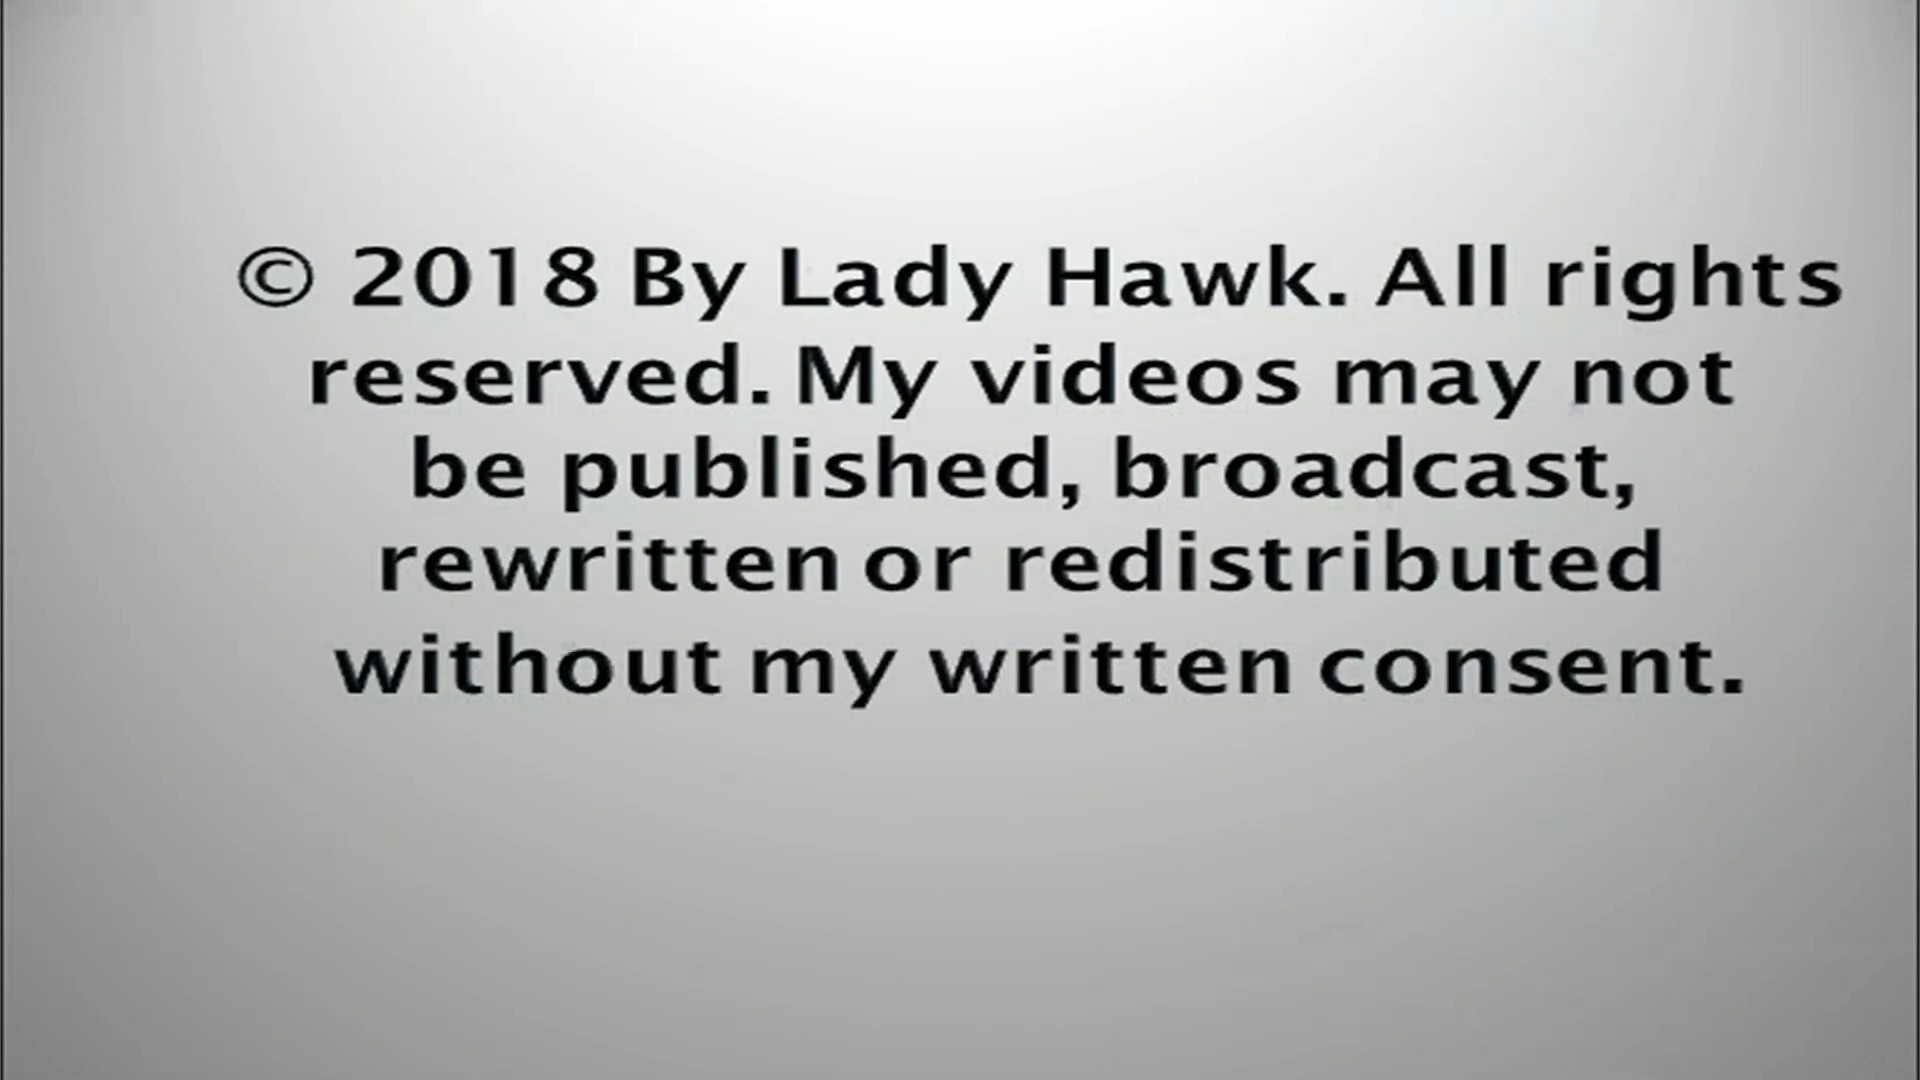 © 2018 By Lady Hawk. All rights
reserved. My videos may not
be published, broadcast,
rewritten or redistributed
without my written consent.